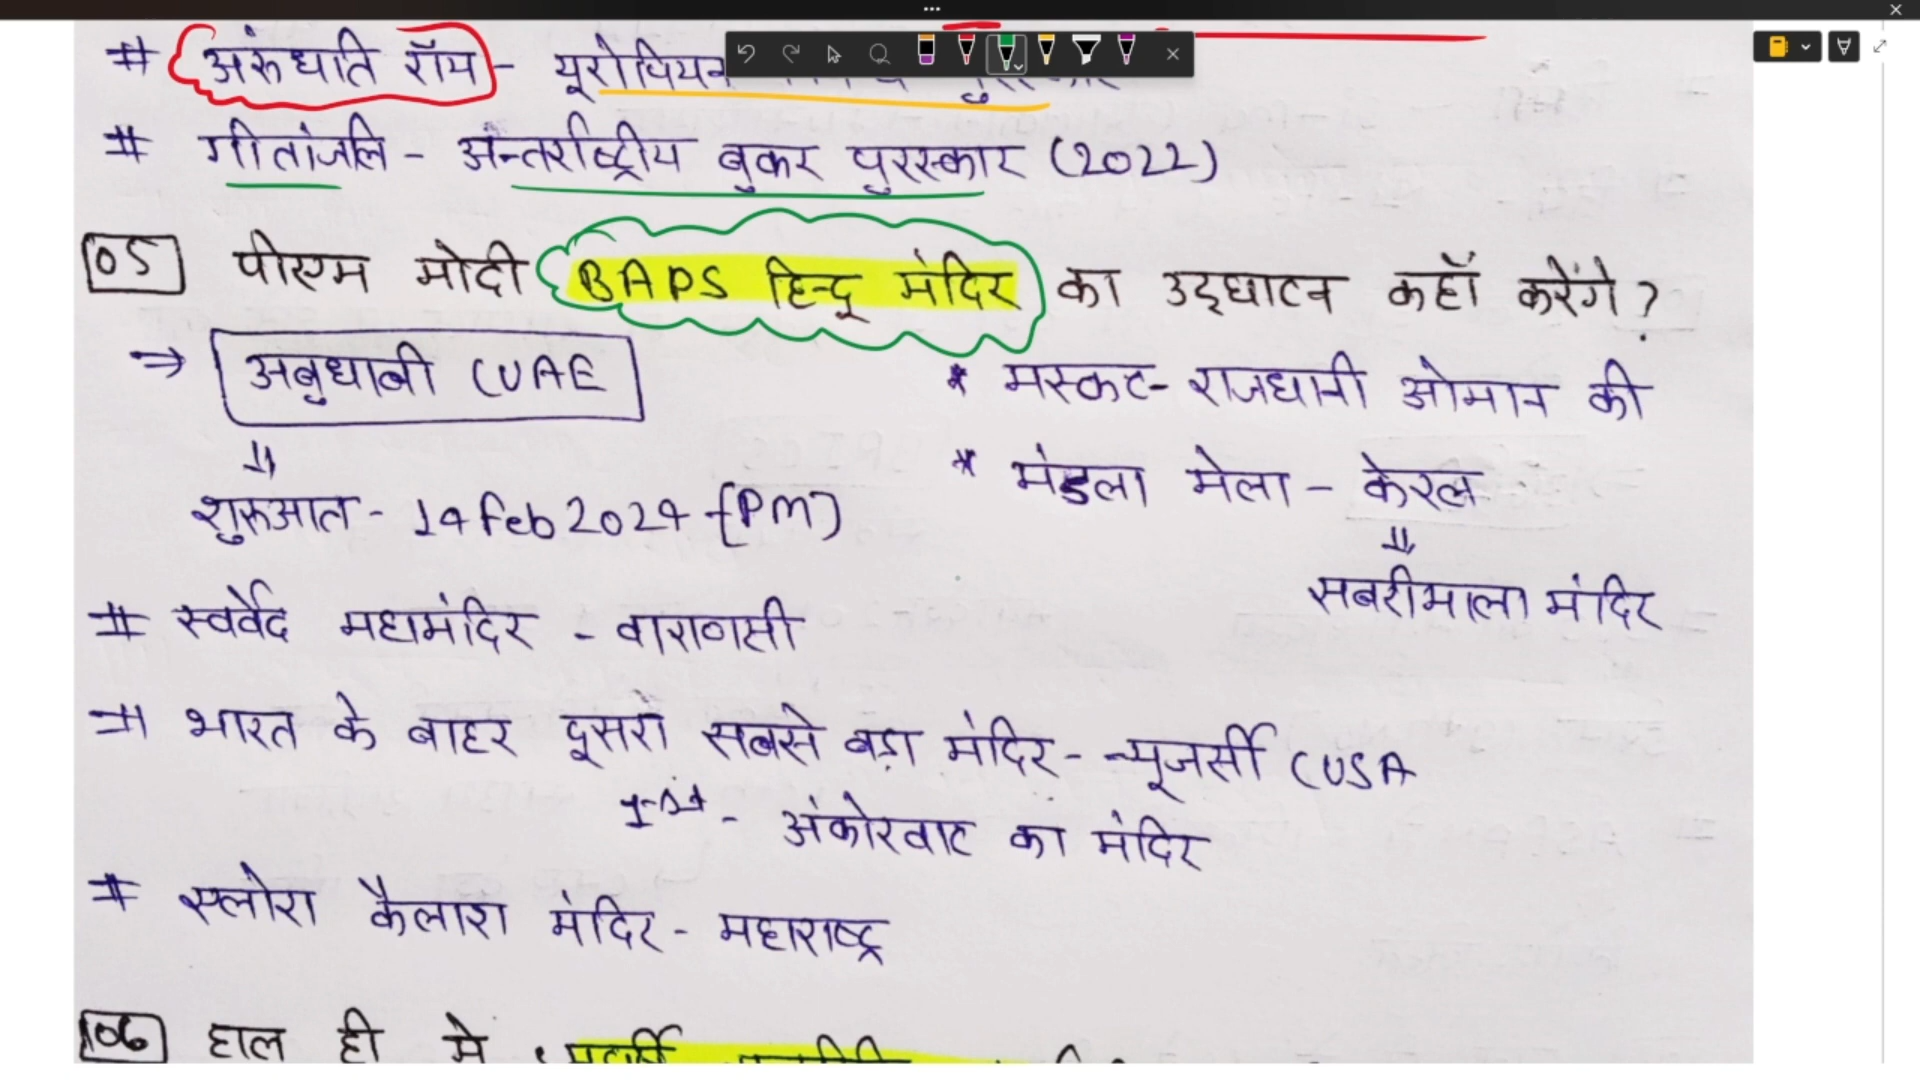 # अरुंधति रॉय - यूरोपियन
# गीतांजलि - अन्तर्राष्ट्रीय बुकर पुरस्कार (2022)
05 पीएम मोदी BAPS हिन्दू मंदिर का उद्घाटन कहाँ करेंगे?
⇒ अबुधाबी (UAE
* मस्कट- राजधानी ओमान की
* मंडला मेला - केरल
शुरुआत - 14 Feb 2024 -(PM)
सबरीमाला मंदिर
# स्वर्वेद महामंदिर - वाराणसी
# भारत के बाहर दूसरा सबसे बड़ा मंदिर - न्यूजर्सी (USA
1-st - अंकोरवाट का मंदिर
# एलोरा कैलाश मंदिर - महाराष्ट्र
06 हाल ही मे